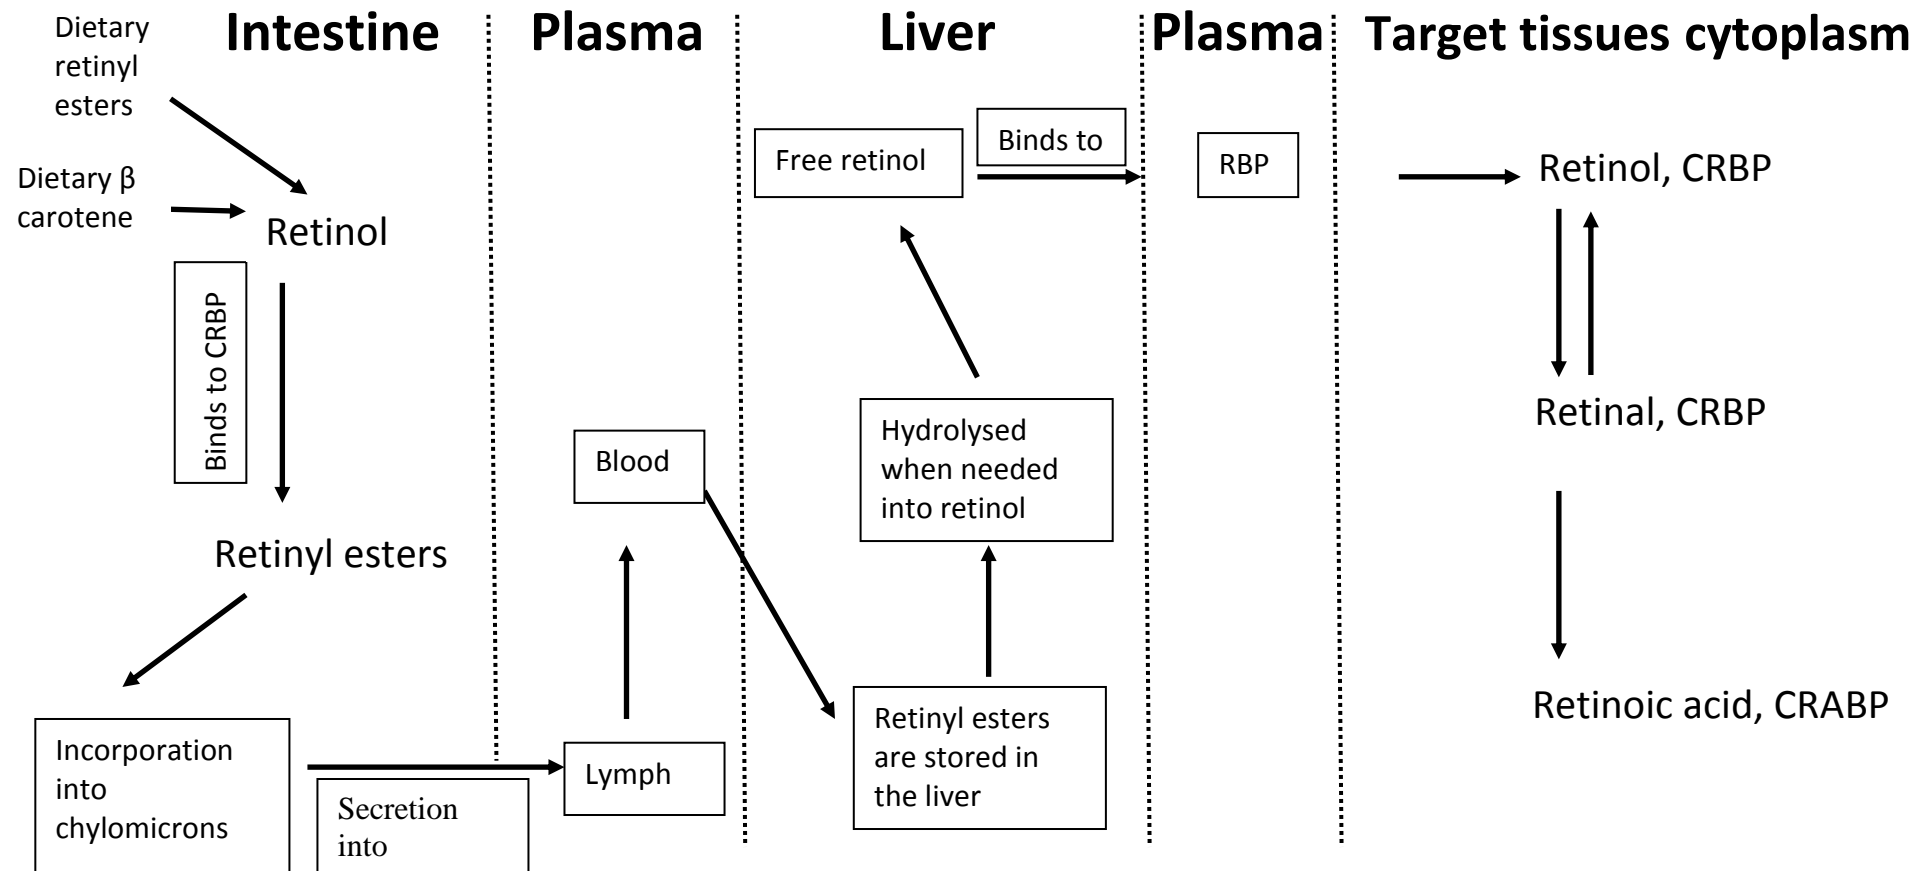 Dietary
retinyl
esters
Intestine
Plasma
Liver
Plasma
Target tissues cytoplasm
Dietary β
carotene
Retinol
Binds to CRBP
Retinyl esters
Incorporation
into
chylomicrons
Secretion
into
Lymph
Blood
Retinyl esters
are stored in
the liver
Hydrolysed
when needed
into retinol
Free retinol
Binds to
RBP
Retinol, CRBP
Retinal, CRBP
Retinoic acid, CRABP